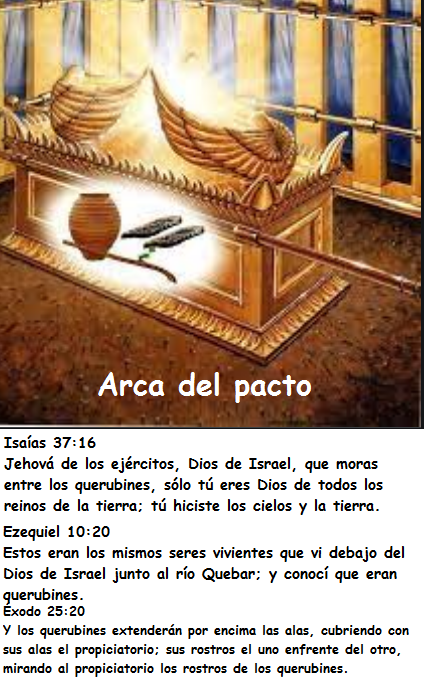 Arca del pacto
Isaías 37:16
Jehová de los ejércitos, Dios de Israel, que moras
entre los querubines, sólo tú eres Dios de todos los
reinos de la tierra; tú hiciste los cielos y la tierra.
Ezequiel 10:20
Estos eran los mismos seres vivientes que vi debajo del
Dios de Israel junto al río Quebar; y conocí que eran
querubines.
Éxodo 25:20
Y los querubines extenderán por encima las alas, cubriendo con
sus alas el propiciatorio; sus rostros el uno enfrente del otro,
mirando al propiciatorio los rostros de los querubines.